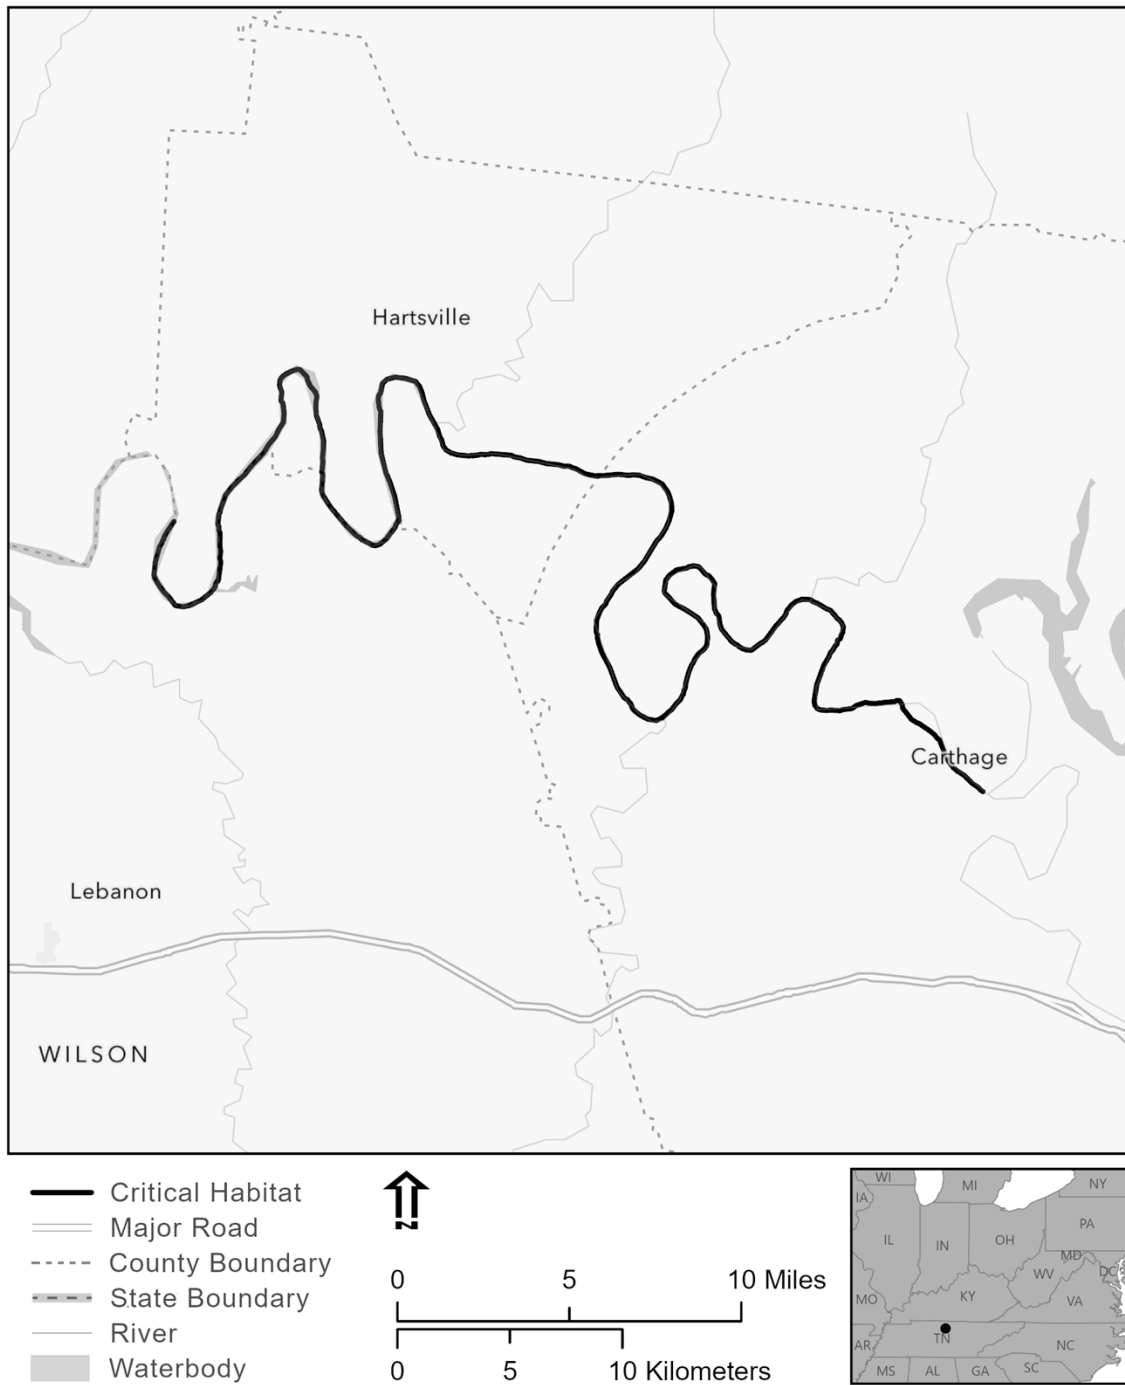 Hartsville
Carthage
Lebanon
WILSON
Critical Habitat
Major Road
County Boundary
State Boundary
River
Waterbody
N
0 5 10 Miles
0 5 10 Kilometers
WI
MI
NY
IA
PA
IL
IN
OH
MD
WV
DC
MO
KY
VA
TN
AR
NC
MS
AL
GA
SC